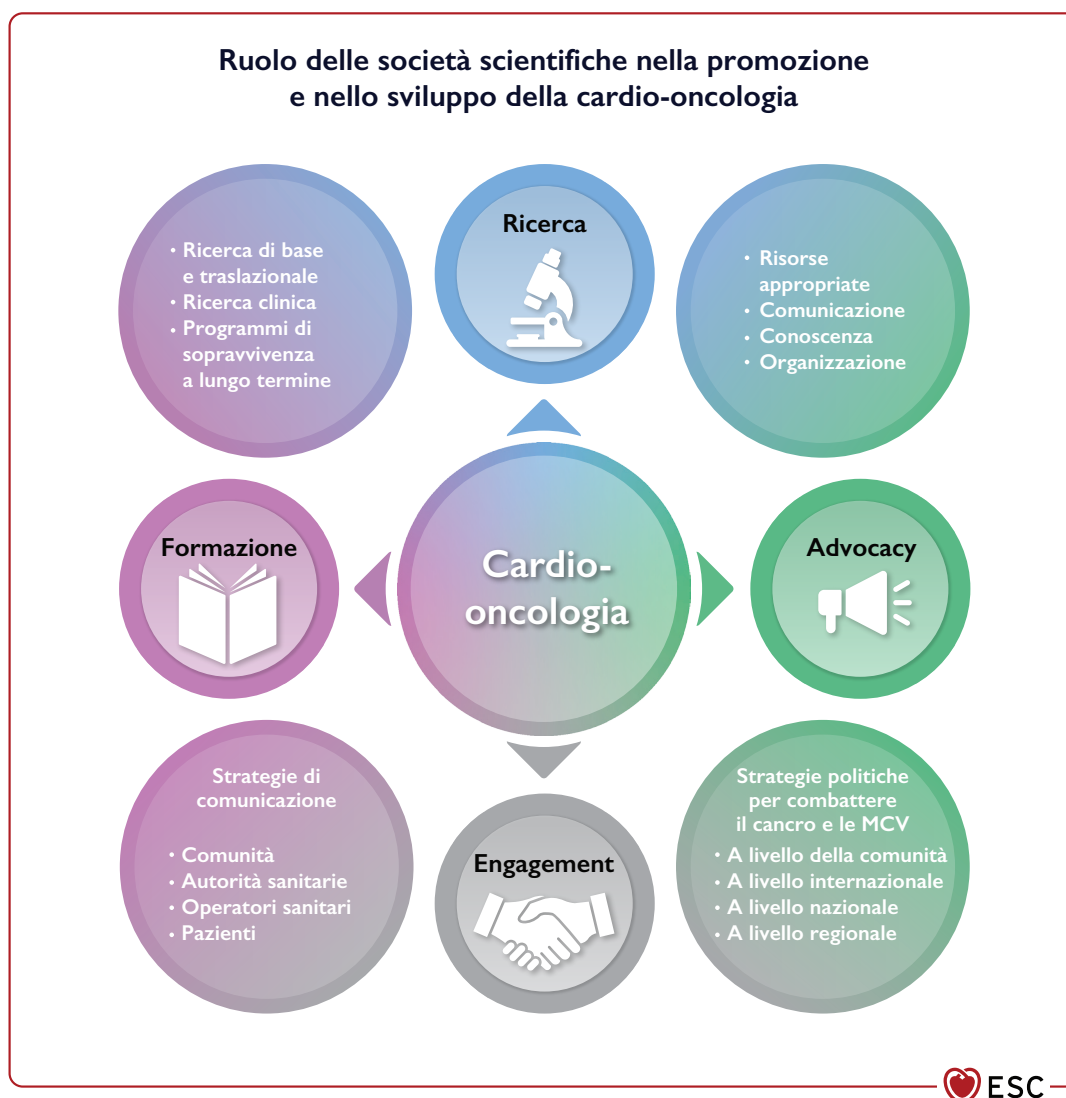 Ruolo delle società scientifiche nella promozione
e nello sviluppo della cardio-oncologia
• Ricerca di base
e traslazionale
• Ricerca clinica
• Programmi di
sopravvivenza
a lungo termine
Ricerca
• Risorse
appropriate
• Comunicazione
• Conoscenza
• Organizzazione
Formazione
Cardio-
oncologia
Advocacy
Strategie di
comunicazione
• Comunità
• Autorità sanitarie
• Operatori sanitari
• Pazienti
Engagement
Strategie politiche
per combattere
il cancro e le MCV
• A livello della comunità
• A livello internazionale
• A livello nazionale
• A livello regionale
ESC